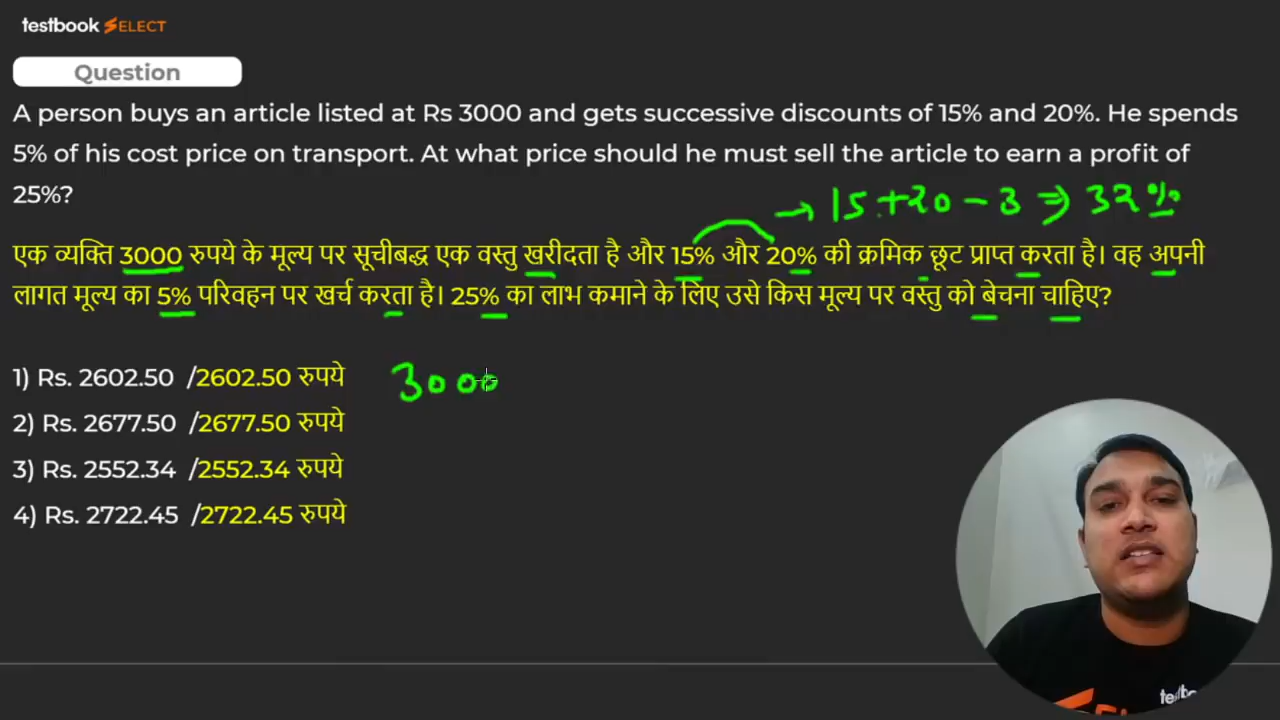 testbook SELECT
Question
A person buys an article listed at Rs 3000 and gets successive discounts of 15% and 20%. He spends
5% of his cost price on transport. At what price should he must sell the article to earn a profit of
25%?
→ 15 + 20 - 3 ⇒ 32%
एक व्यक्ति 3000 रुपये के मूल्य पर सूचीबद्ध एक वस्तु खरीदता है और 15% और 20% की क्रमिक छूट प्राप्त करता है। वह अपनी
लागत मूल्य का 5% परिवहन पर खर्च करता है। 25% का लाभ कमाने के लिए उसे किस मूल्य पर वस्तु को बेचना चाहिए?
1) Rs. 2602.50 /2602.50 रुपये
3000
2) Rs. 2677.50 /2677.50 रुपये
3) Rs. 2552.34 /2552.34 रुपये
4) Rs. 2722.45 /2722.45 रुपये